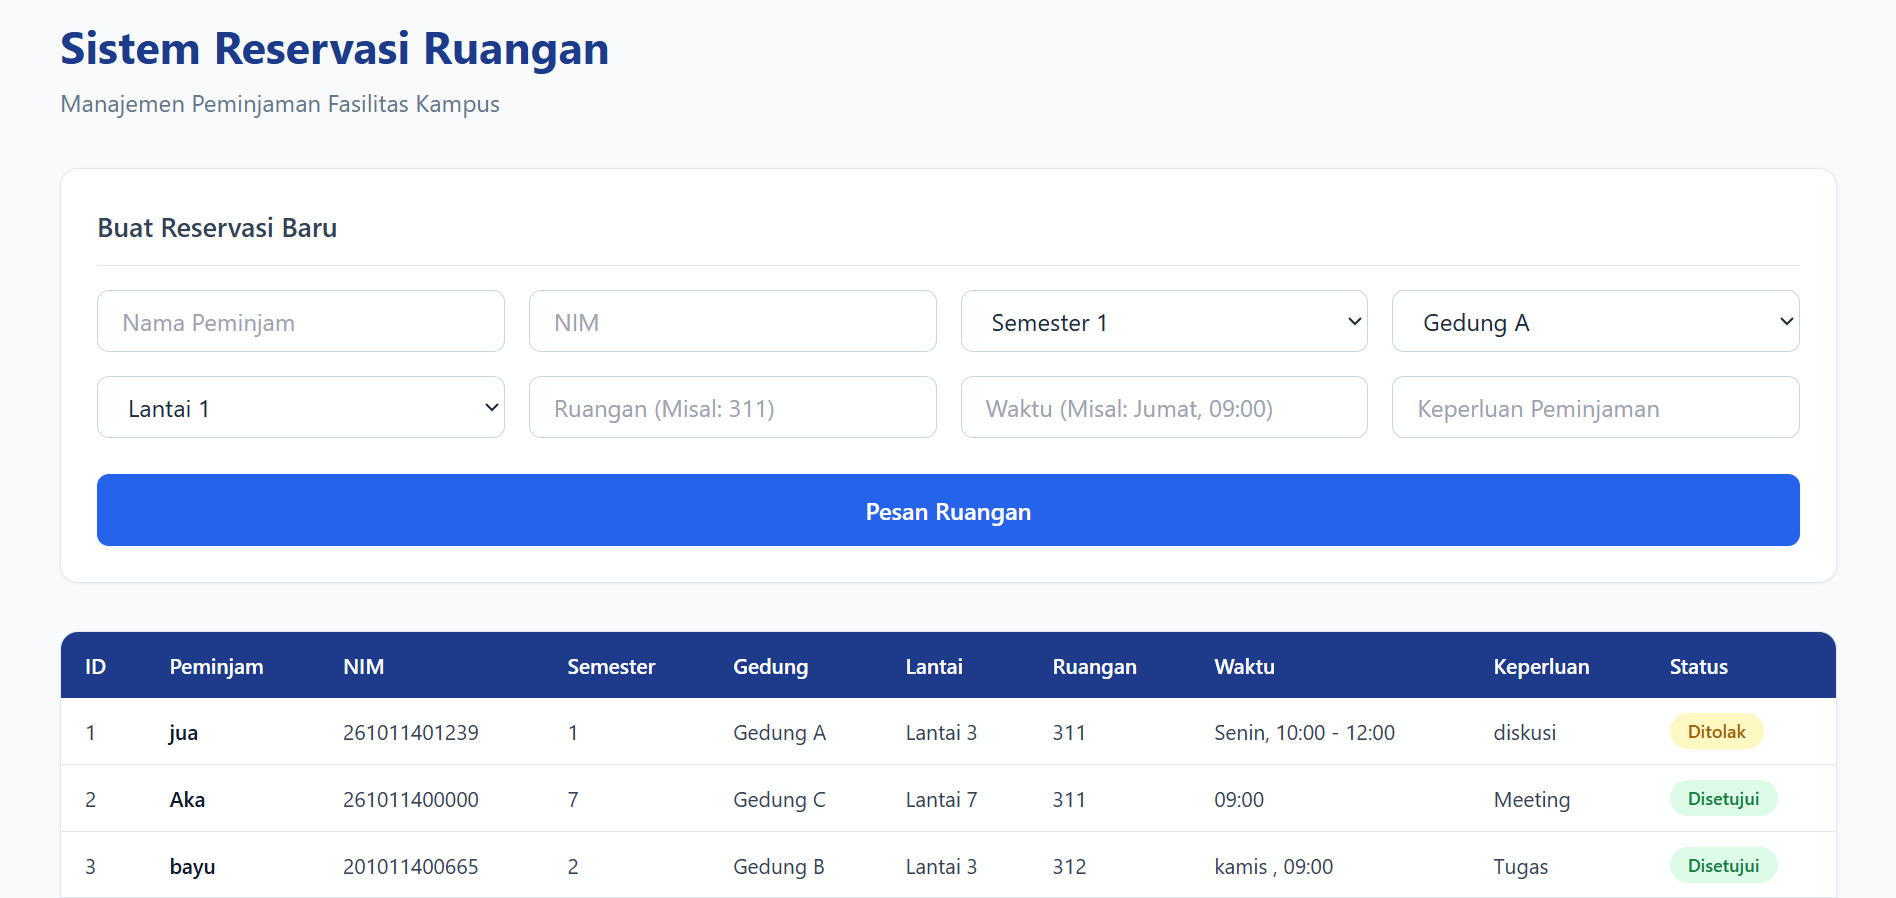 Sistem Reservasi Ruangan
Manajemen Peminjaman Fasilitas Kampus
Buat Reservasi Baru
Nama Peminjam NIM Semester 1 Gedung A
Lantai 1 Ruangan (Misal: 311) Waktu (Misal: Jumat, 09:00) Keperluan Peminjaman
Pesan Ruangan
ID Peminjam NIM Semester Gedung Lantai Ruangan Waktu Keperluan Status
1 jua 261011401239 1 Gedung A Lantai 3 311 Senin, 10:00 - 12:00 diskusi Ditolak
2 Aka 261011400000 7 Gedung C Lantai 7 311 09:00 Meeting Disetujui
3 bayu 201011400665 2 Gedung B Lantai 3 312 kamis , 09:00 Tugas Disetujui